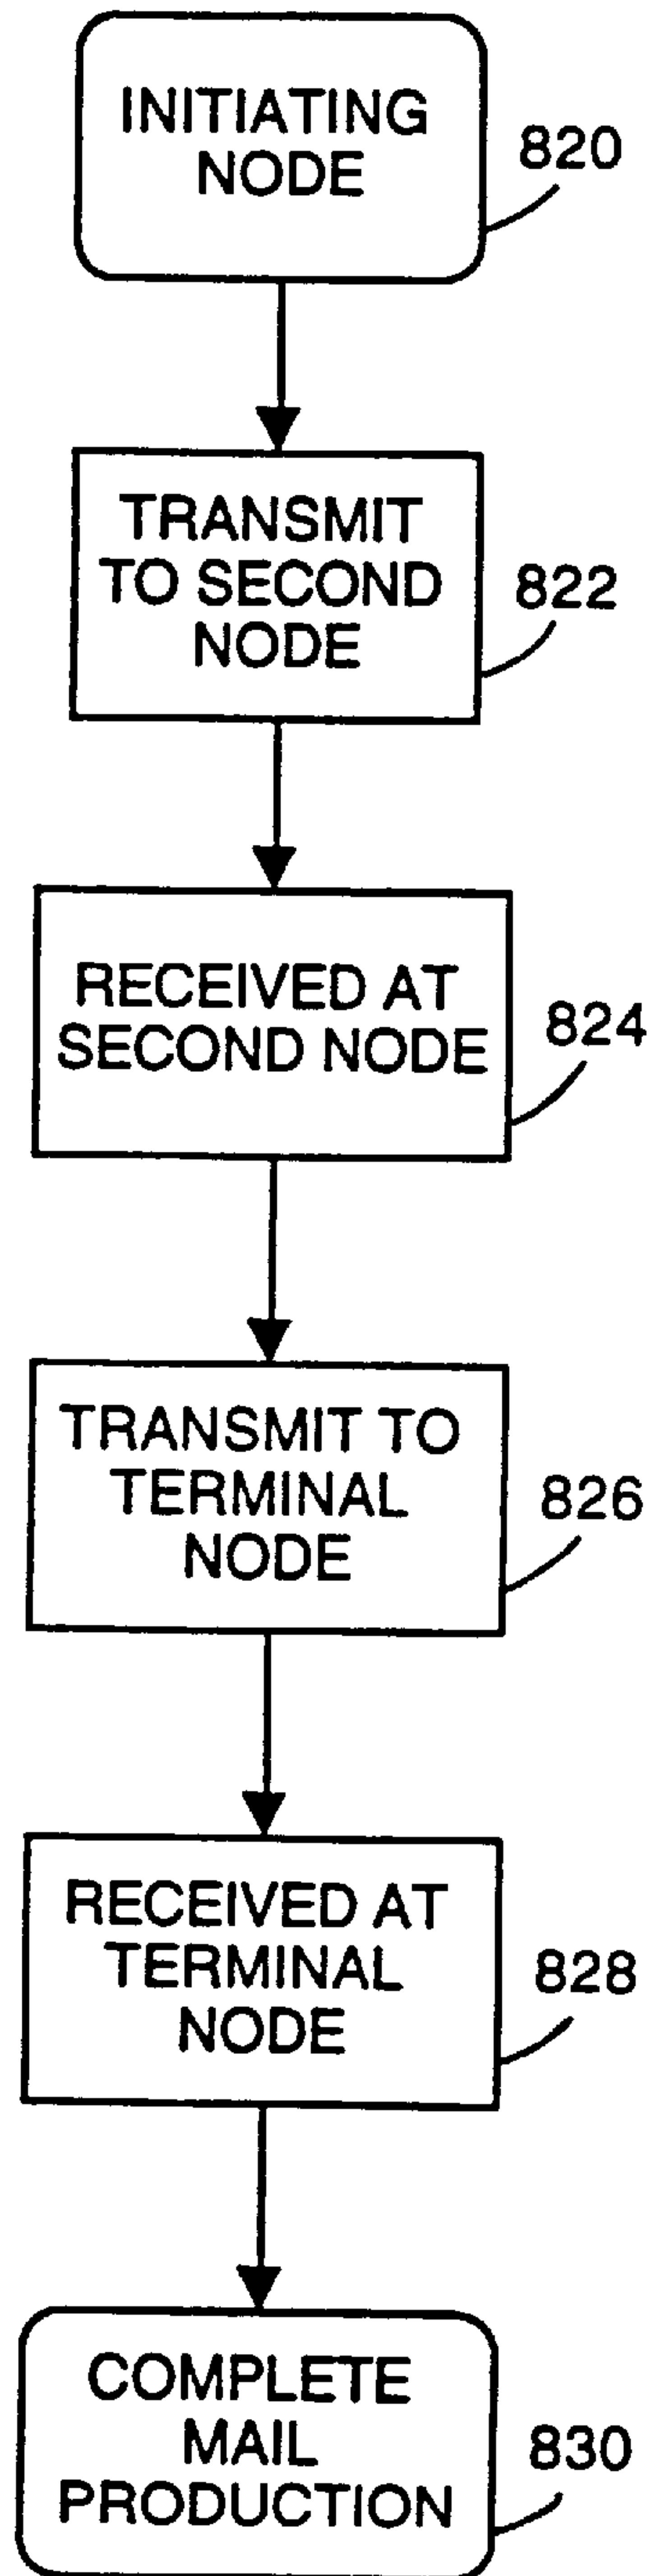 INITIATING
NODE
820
TRANSMIT
TO SECOND
NODE
822
RECEIVED AT
SECOND NODE
824
TRANSMIT TO
TERMINAL
NODE
826
RECEIVED AT
TERMINAL
NODE
828
COMPLETE
MAIL
PRODUCTION
830